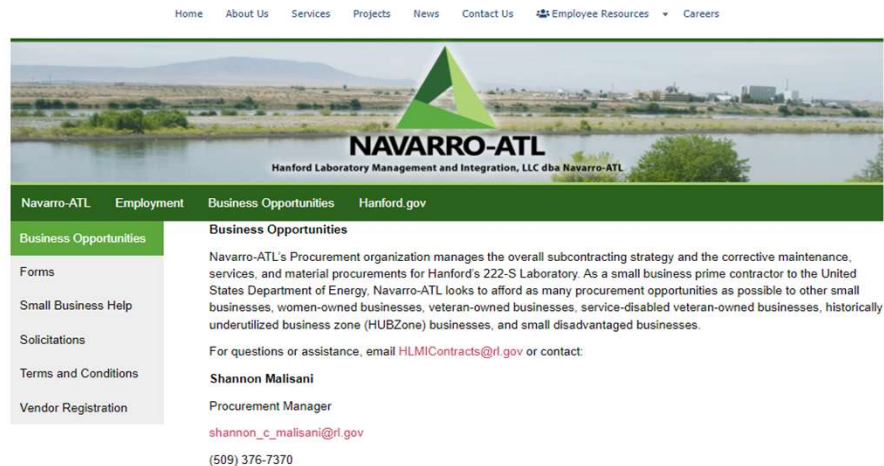 Home About Us Services Projects News Contact Us Employee Resources Careers
NAVARRO-ATL
Hanford Laboratory Management and Integration, LLC dba Navarro-ATL
Navarro-ATL Employment Business Opportunities Hanford.gov
Business Opportunities
Forms
Small Business Help
Solicitations
Terms and Conditions
Vendor Registration
Business Opportunities
Navarro-ATL's Procurement organization manages the overall subcontracting strategy and the corrective maintenance,
services, and material procurements for Hanford's 222-S Laboratory. As a small business prime contractor to the United
States Department of Energy, Navarro-ATL looks to afford as many procurement opportunities as possible to other small
businesses, women-owned businesses, veteran-owned businesses, service-disabled veteran-owned businesses, historically
underutilized business zone (HUBZone) businesses, and small disadvantaged businesses.
For questions or assistance, email HLMIContracts@rl.gov or contact:
Shannon Malisani
Procurement Manager
shannon_c_malisani@rl.gov
(509) 376-7370